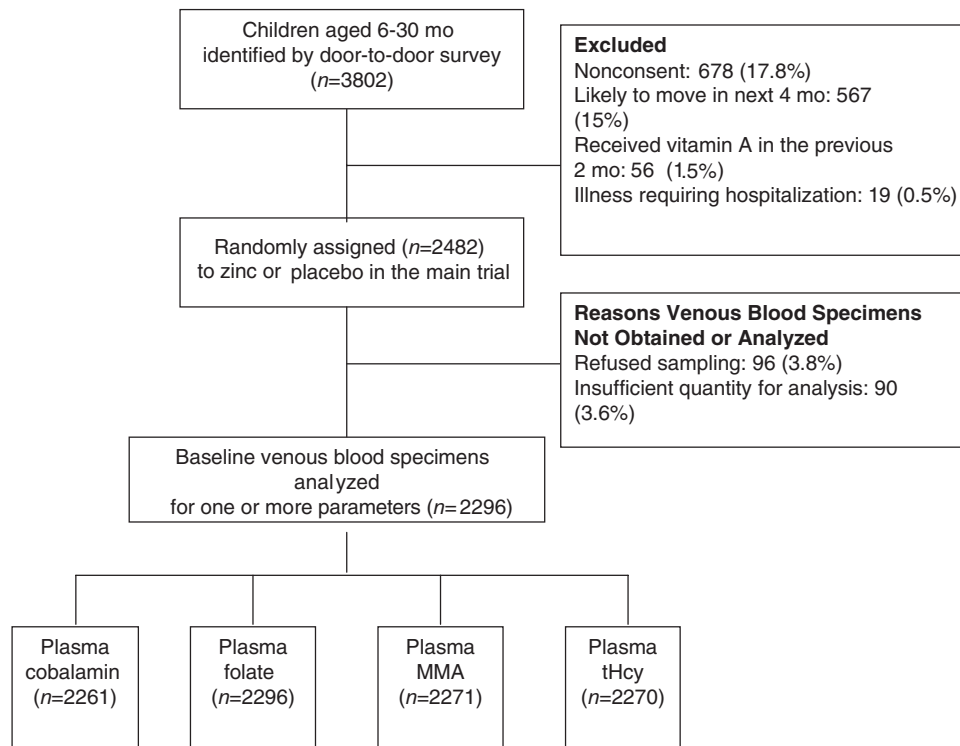 Children aged 6-30 mo
identified by door-to-door survey
(n=3802)
Excluded
Nonconsent: 678 (17.8%)
Likely to move in next 4 mo: 567
(15%)
Received vitamin A in the previous
2 mo: 56 (1.5%)
Illness requiring hospitalization: 19 (0.5%)
Randomly assigned (n=2482)
to zinc or placebo in the main trial
Reasons Venous Blood Specimens
Not Obtained or Analyzed
Refused sampling: 96 (3.8%)
Insufficient quantity for analysis: 90
(3.6%)
Baseline venous blood specimens
analyzed
for one or more parameters (n=2296)
Plasma
cobalamin
(n=2261)
Plasma
folate
(n=2296)
Plasma
MMA
(n=2271)
Plasma
tHcy
(n=2270)